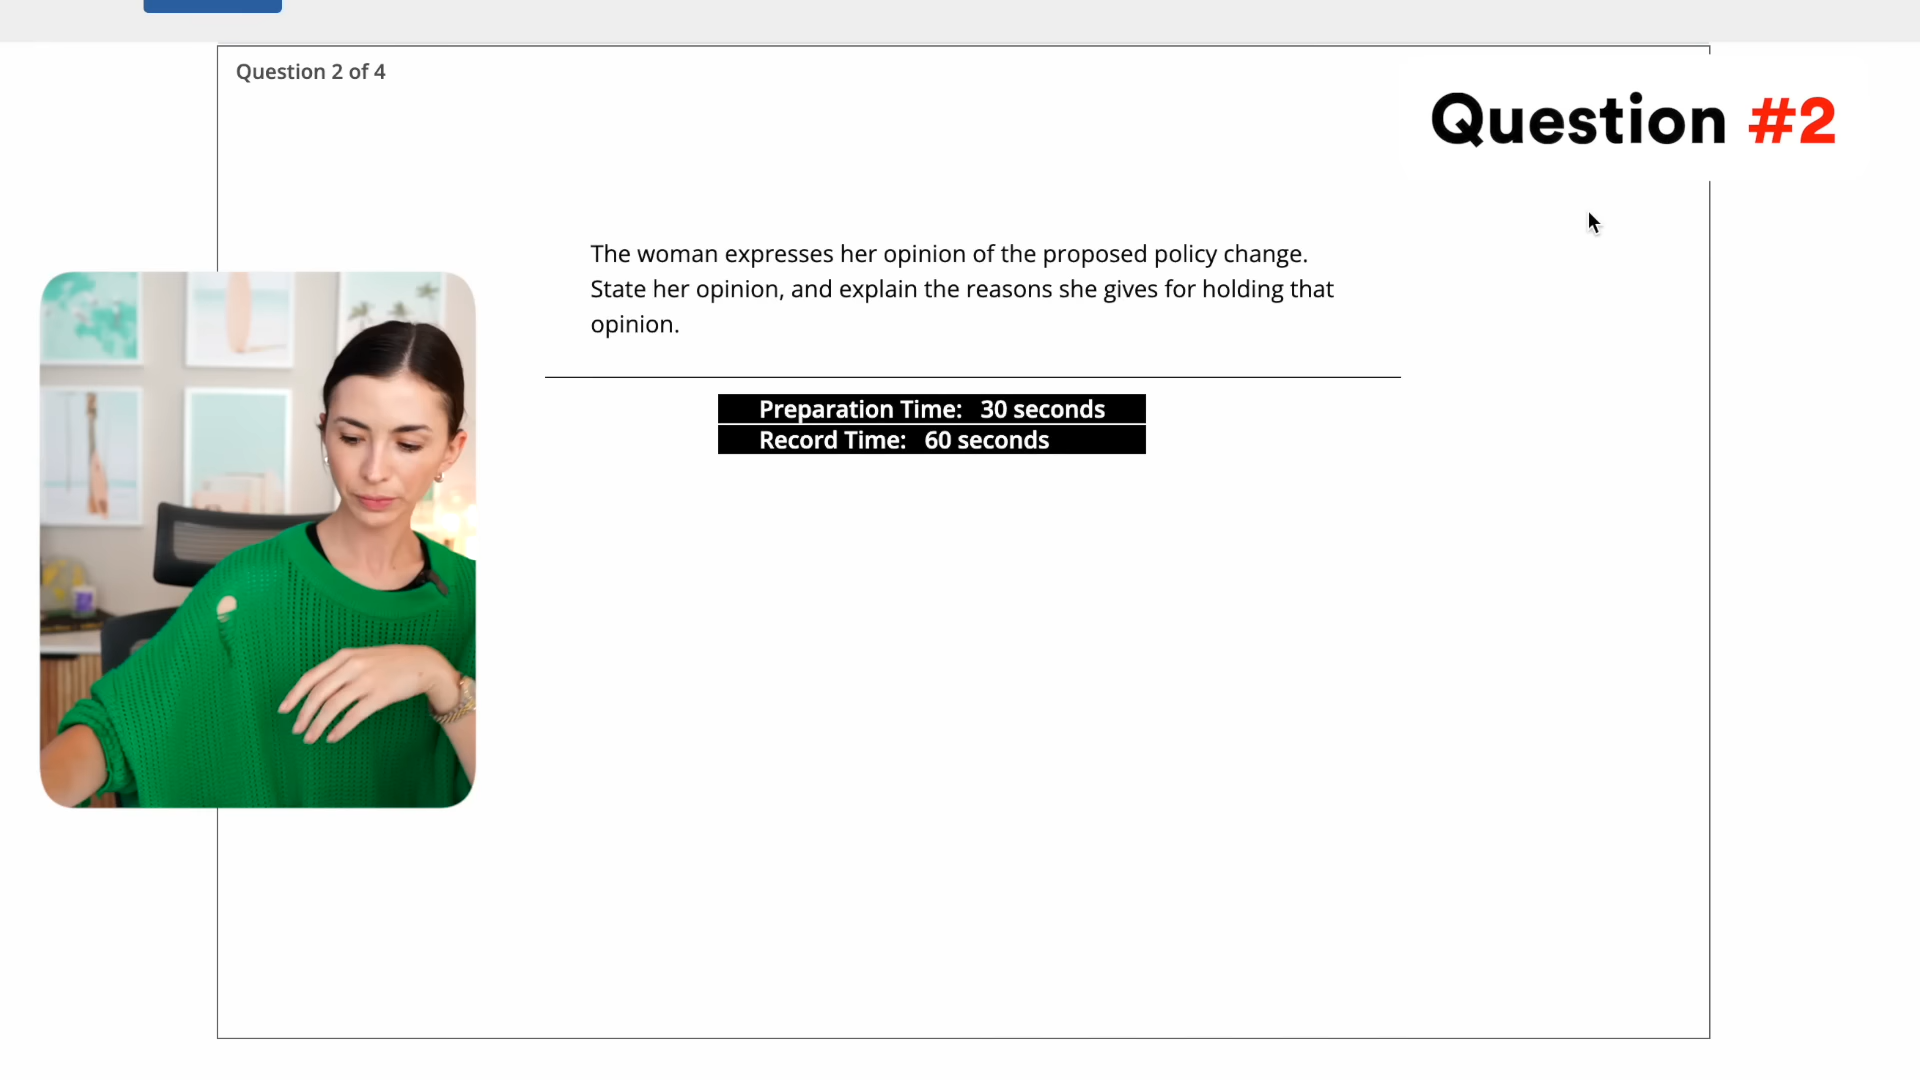 Question 2 of 4
Question #2
The woman expresses her opinion of the proposed policy change.
State her opinion, and explain the reasons she gives for holding that
opinion.
Preparation Time: 30 seconds
Record Time: 60 seconds